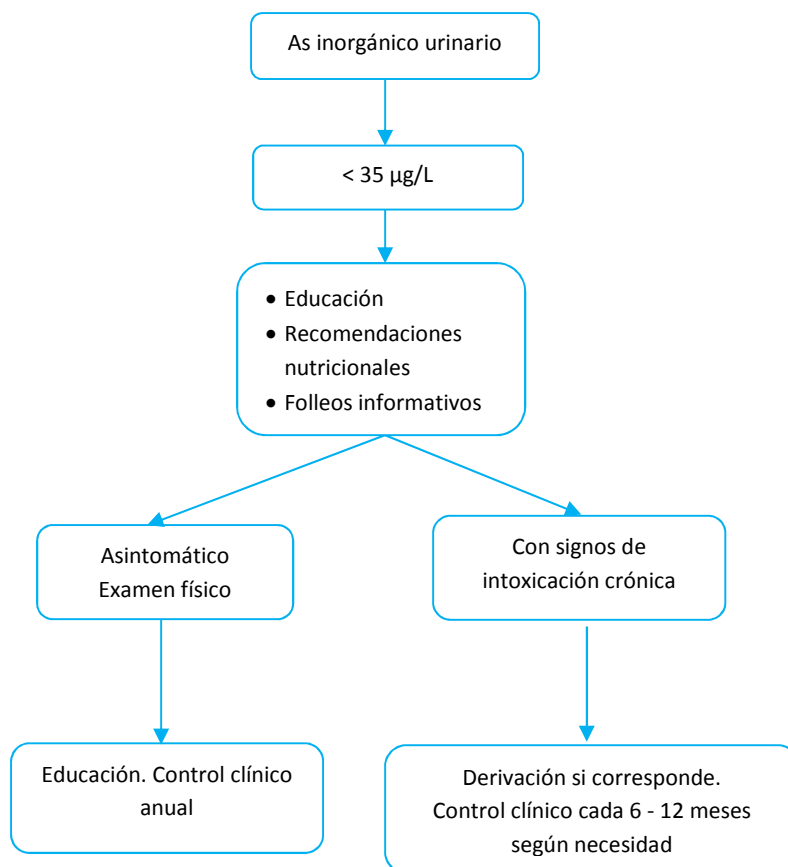 As inorgánico urinario
< 35 µg/L
• Educación
• Recomendaciones
nutricionales
• Folleos informativos
Asintomático
Examen físico
Con signos de
intoxicación crónica
Educación. Control clínico
anual
Derivación si corresponde.
Control clínico cada 6 - 12 meses
según necesidad